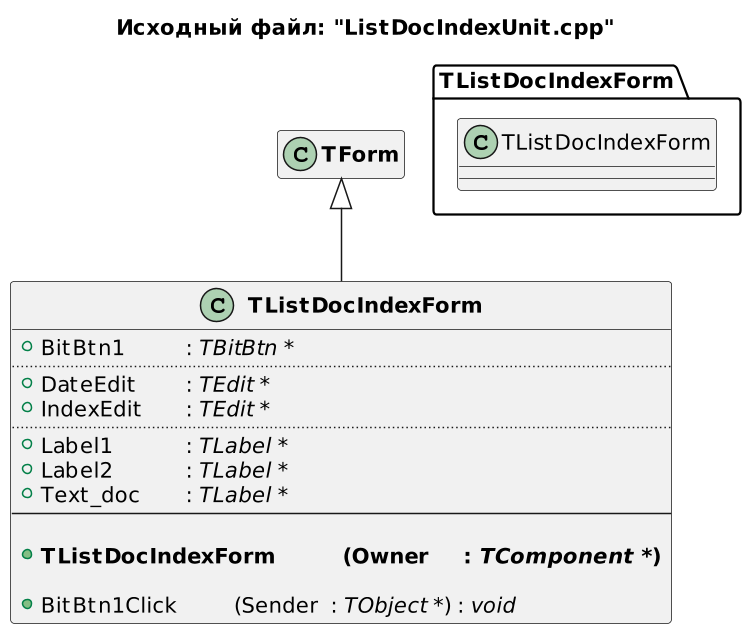 Исходный файл: "ListDocIndexUnit.cpp"
TListDocIndexForm
C TListDocIndexForm
C TForm
C TListDocIndexForm
BitBtn1 : TBitBtn *
DateEdit : TEdit *
IndexEdit : TEdit *
Label1 : TLabel *
Label2 : TLabel *
Text_doc : TLabel *
TListDocIndexForm (Owner : TComponent *)
BitBtn1Click (Sender : TObject *) : void